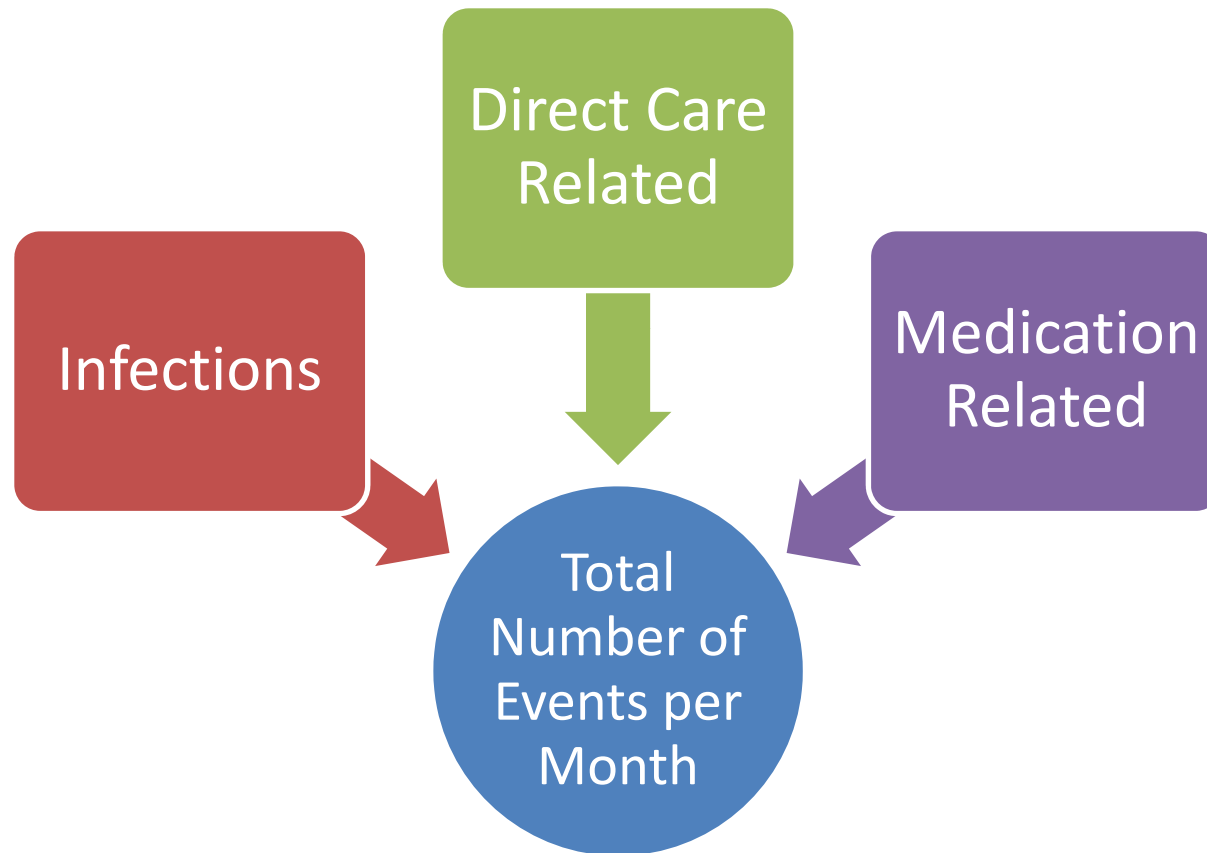 Direct Care
Related
Infections
Medication
Related
Total
Number of
Events per
Month